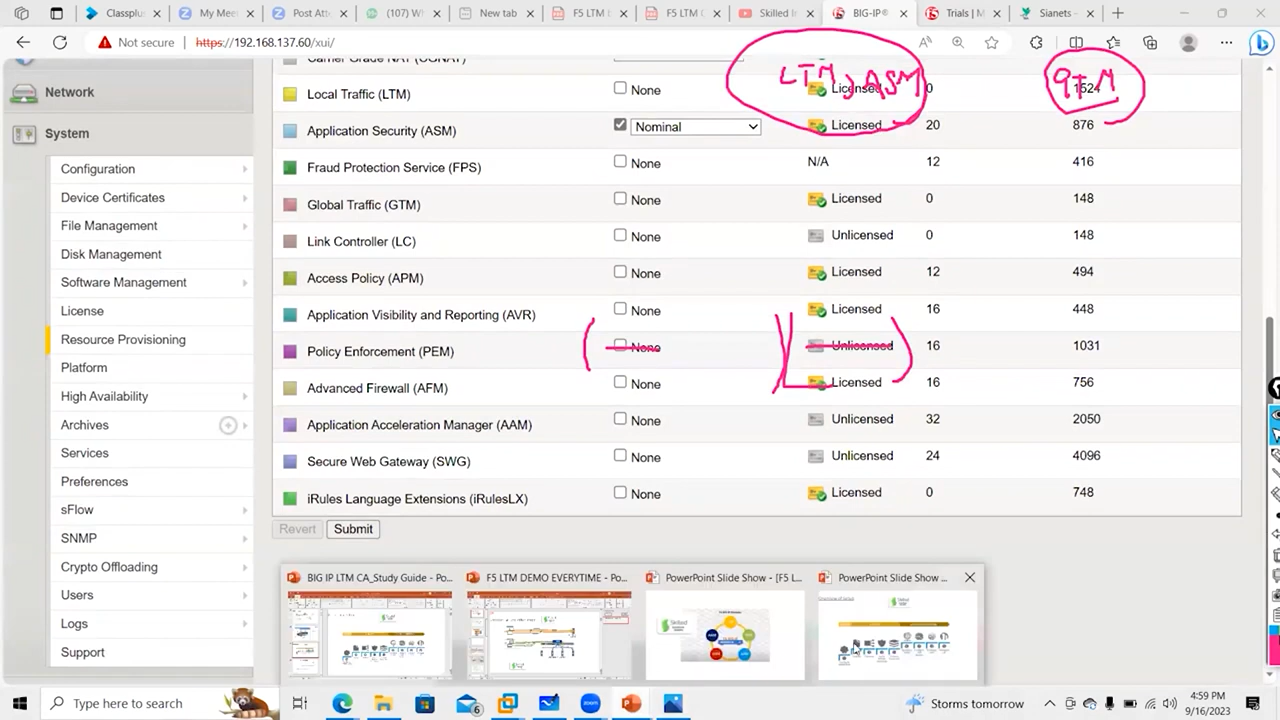 Classplus
My Mee
Post Atte
(107) W
New tab
F5 LTM
F5 LTM
Skilled In
BIG-IP®
Trials | M
Sianets -
Not secure
https://192.168.137.60/xui/
LTM, ASM
GTM
Network
System
Configuration
Device Certificates
File Management
Disk Management
Software Management
License
Resource Provisioning
Platform
High Availability
Archives
Services
Preferences
sFlow
SNMP
Crypto Offloading
Users
Logs
Support
Carrier Grade NAT (CGNAT)
Local Traffic (LTM) None Licensed 0 1524
Application Security (ASM) Nominal Licensed 20 876
Fraud Protection Service (FPS) None N/A 12 416
Global Traffic (GTM) None Licensed 0 148
Link Controller (LC) None Unlicensed 0 148
Access Policy (APM) None Licensed 12 494
Application Visibility and Reporting (AVR) None Licensed 16 448
Policy Enforcement (PEM) None Unlicensed 16 1031
Advanced Firewall (AFM) None Licensed 16 756
Application Acceleration Manager (AAM) None Unlicensed 32 2050
Secure Web Gateway (SWG) None Unlicensed 24 4096
iRules Language Extensions (iRulesLX) None Licensed 0 748
Revert Submit
BIG IP LTM CA_Study Guide - Po...
F5 LTM DEMO EVERYTIME - Po...
PowerPoint Slide Show - [F5 L...
PowerPoint Slide Show ...
Type here to search
6
Storms tomorrow
4:59 PM
9/16/2023